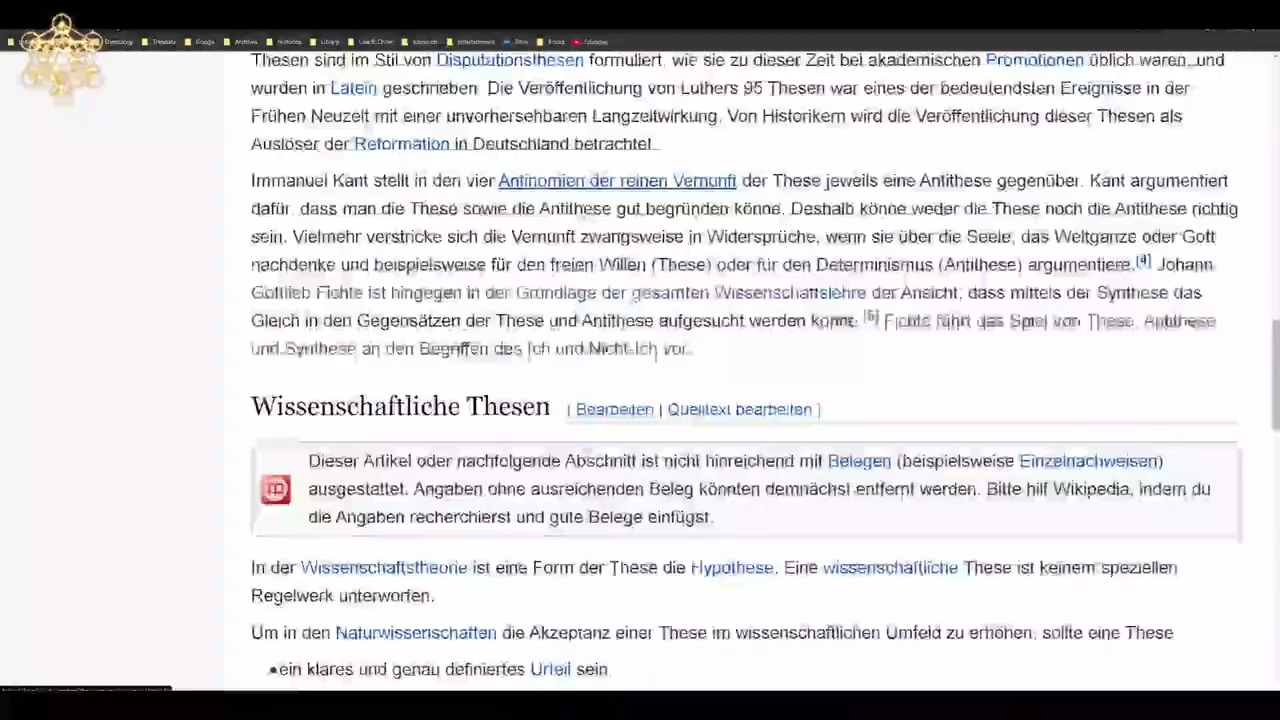 Translate Google Archive Historica Library Law & Order Entertainment Books
Thesen sind im Stil von Disputationsthesen formuliert, wie sie zu dieser Zeit bei akademischen Promotionen üblich waren, und
wurden in Latein geschrieben. Die Veröffentlichung von Luthers 95 Thesen war eines der bedeutendsten Ereignisse in der
Frühen Neuzeit mit einer unvorhersehbaren Langzeitwirkung. Von Historikern wird die Veröffentlichung dieser Thesen als
Auslöser der Reformation in Deutschland betrachtet.
Immanuel Kant stellt in den vier Antinomien der reinen Vernunft der These jeweils eine Antithese gegenüber. Kant argumentiert
dafür, dass man die These sowie die Antithese gut begründen könne. Deshalb könne weder die These noch die Antithese richtig
sein. Vielmehr verstricke sich die Vernunft zwangsweise in Widersprüche, wenn sie über die Seele, das Weltganze oder Gott
nachdenke und beispielsweise für den freien Willen (These) oder für den Determinismus (Antithese) argumentiere.[4] Johann
Gottlieb Fichte ist hingegen in der Grundlage der gesamten Wissenschaftslehre der Ansicht, dass mittels der Synthese das
Gleich in den Gegensätzen der These und Antithese aufgesucht werden könne.[5] Fichte führt das Spiel von These, Antithese
und Synthese an den Begriffen des Ich und Nicht-Ich vor.
Wissenschaftliche Thesen [ Bearbeiten | Quelltext bearbeiten ]
Dieser Artikel oder nachfolgende Abschnitt ist nicht hinreichend mit Belegen (beispielsweise Einzelnachweisen)
ausgestattet. Angaben ohne ausreichenden Beleg könnten demnächst entfernt werden. Bitte hilf Wikipedia, indem du
die Angaben recherchierst und gute Belege einfügst.
In der Wissenschaftstheorie ist eine Form der These die Hypothese. Eine wissenschaftliche These ist keinem speziellen
Regelwerk unterworfen.
Um in den Naturwissenschaften die Akzeptanz einer These im wissenschaftlichen Umfeld zu erhöhen, sollte eine These
• ein klares und genau definiertes Urteil sein